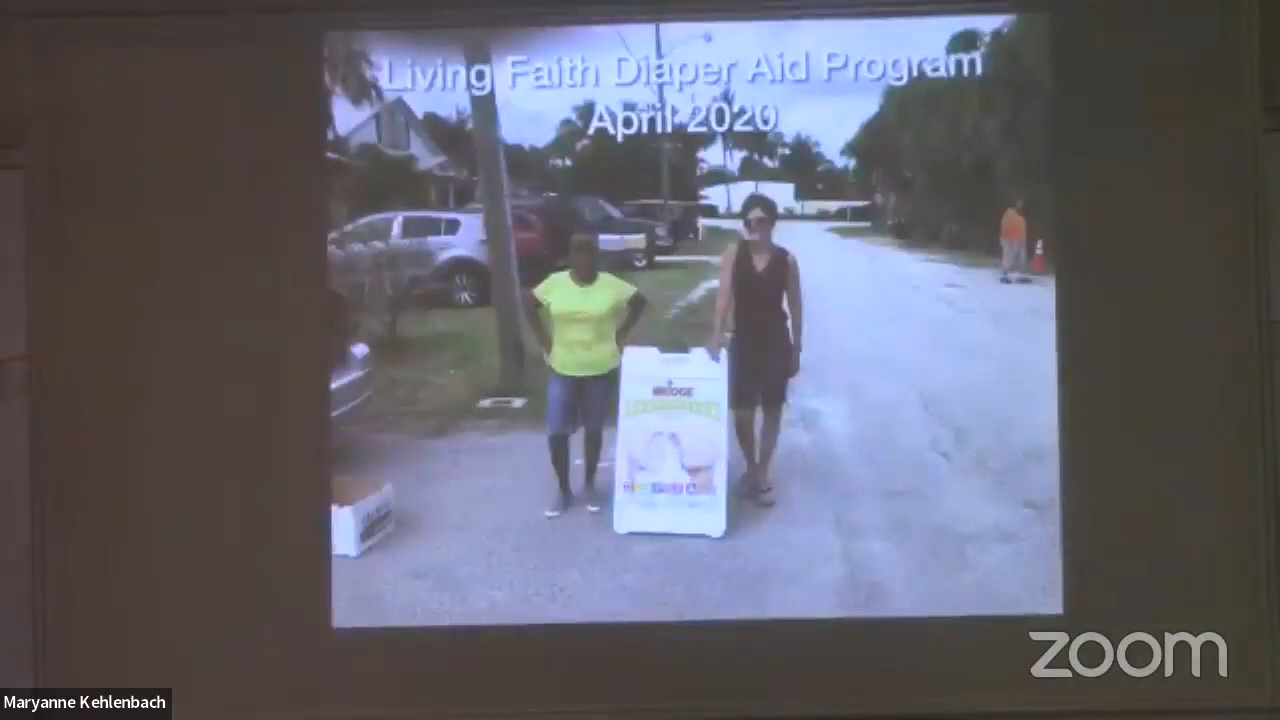 Living Faith Diaper Aid Program
April 2020
BRIDGE
zoom
Maryanne Kehlenbach